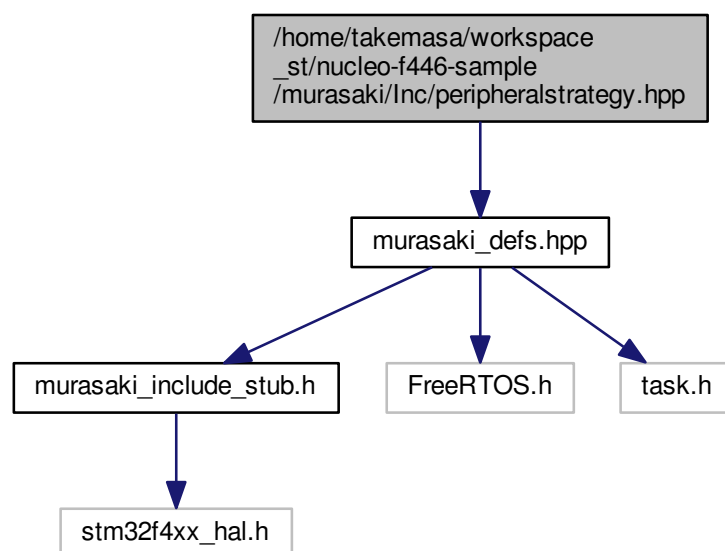 /home/takemasa/workspace
_st/nucleo-f446-sample
/murasaki/Inc/peripheralstrategy.hpp
murasaki_defs.hpp
murasaki_include_stub.h
FreeRTOS.h
task.h
stm32f4xx_hal.h